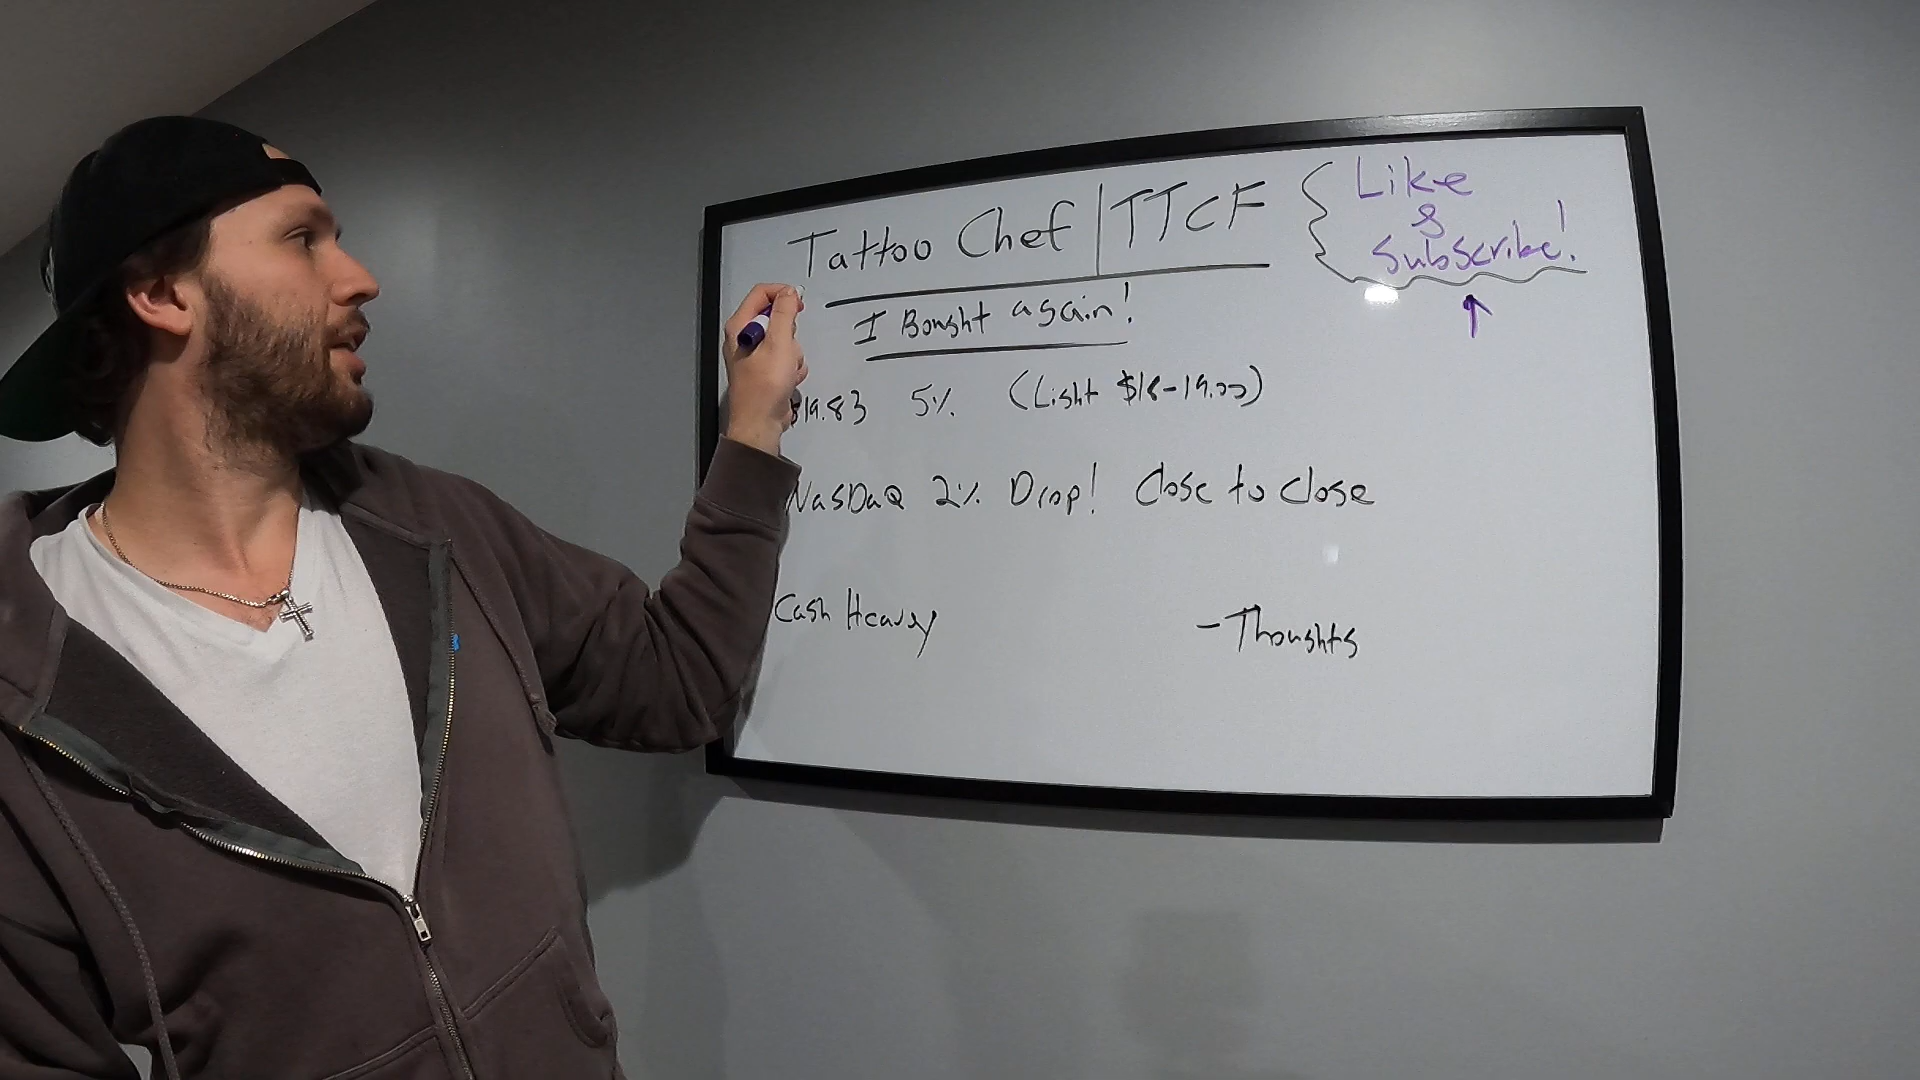 Tattoo Chef | TTCF
Like
&
Subscribe!
I Bought again!
$19.83 5% (Light $18-19.00)
NasDaQ 2% Drop! Close to close
Cash Heavy
- Thoughts